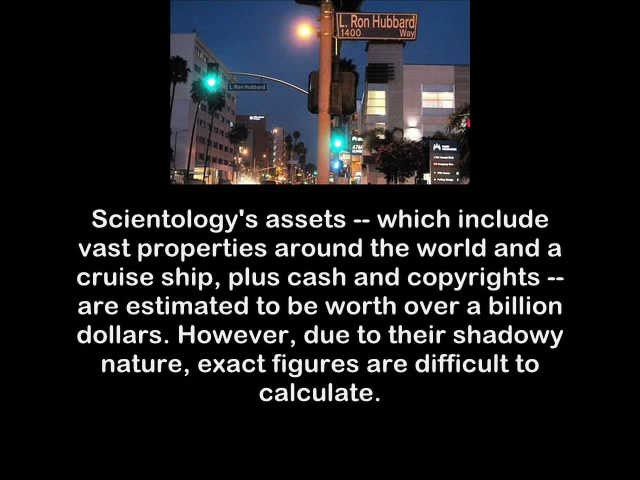 L. Ron Hubbard
1400 Way
L. Ron Hubbard
Scientology's assets -- which include
vast properties around the world and a
cruise ship, plus cash and copyrights --
are estimated to be worth over a billion
dollars. However, due to their shadowy
nature, exact figures are difficult to
calculate.